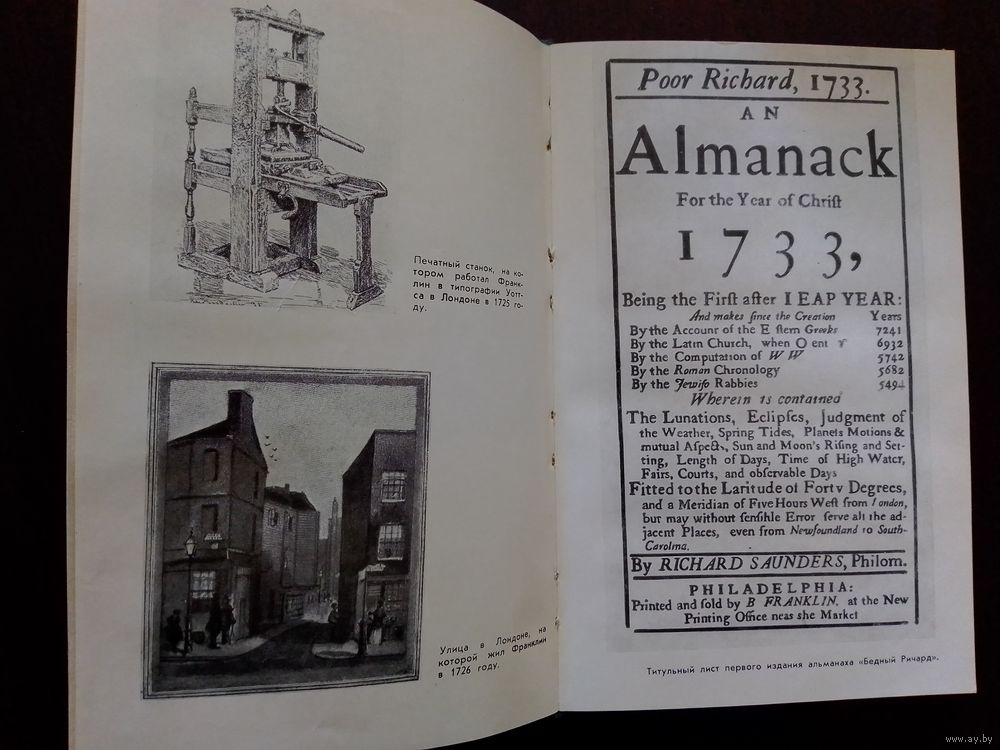 Печатный станок, на ко-
тором работал Франк-
лин в типографии Уотт-
са в Лондоне в 1725 го-
ду.
Улица в Лондоне, на
которой жил Франклин
в 1726 году.
Poor Richard, 1733.
AN
Almanack
For the Year of Chriſt
1733,
Being the Firſt after LEAP YEAR:
And makes ſince the Creation Years
By the Account of the E ſtern Greeks 7241
By the Latin Church, when O ent 6932
By the Computation of W W 5742
By the Roman Chronology 5682
By the Jewiſh Rabbies 5494
Wherein is contained
The Lunations, Eclipſes, Judgment of
the Weather, Spring Tides, Planets Motions &
mutual Aſpects, Sun and Moon's Riſing and Set-
ting, Length of Days, Time of High Water,
Fairs, Courts, and obſervable Days
Fitted to the Latitude of Forty Degrees,
and a Meridian of Five Hours Weſt from London,
but may without ſenſible Error ſerve all the ad-
jacent Places, even from Newfoundland to South-
Carolina.
By RICHARD SAUNDERS, Philom.
PHILADELPHIA:
Printed and ſold by B FRANKLIN, at the New
Printing Office near the Market
Титульный лист первого издания альманаха «Бедный Ричард».
www.ay.by